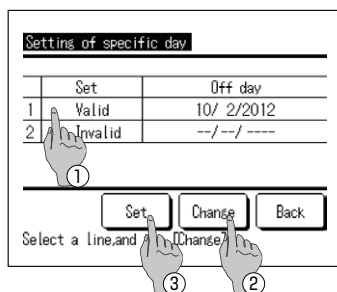 Setting of specific day
Set Off day
1 Valid 10/ 2/2012
2 Invalid --/--/ ----
①
Set Change Back
Select a line,and [Change]
③ ②